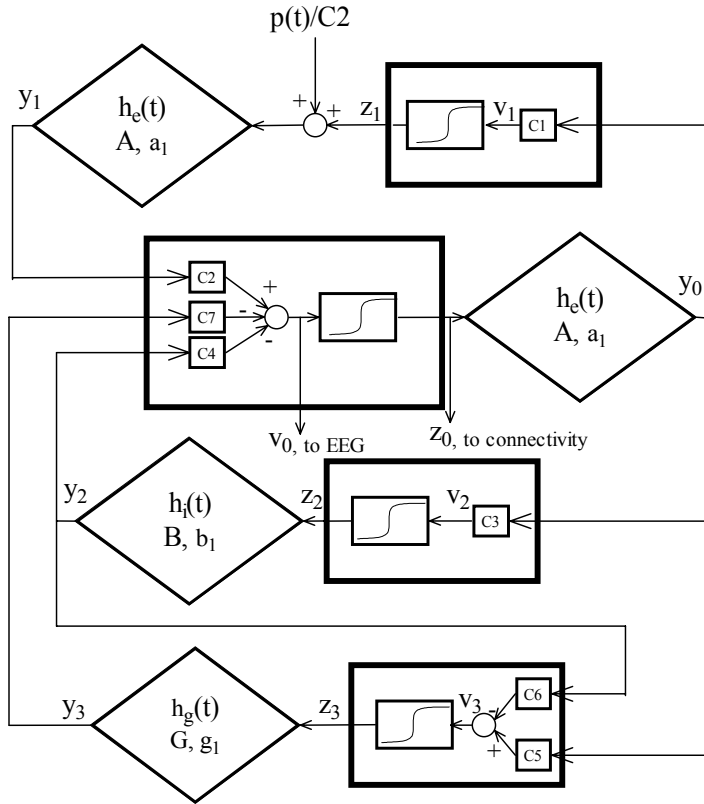 p(t)/C2
y1
he(t)
A, a1
+
+
z1
v1
C1
C2
+
C7
-
C4
-
y0
he(t)
A, a1
v0, to EEG
z0, to connectivity
y2
hi(t)
B, b1
z2
v2
C3
y3
hg(t)
G, g1
z3
v3
-
C6
+
C5